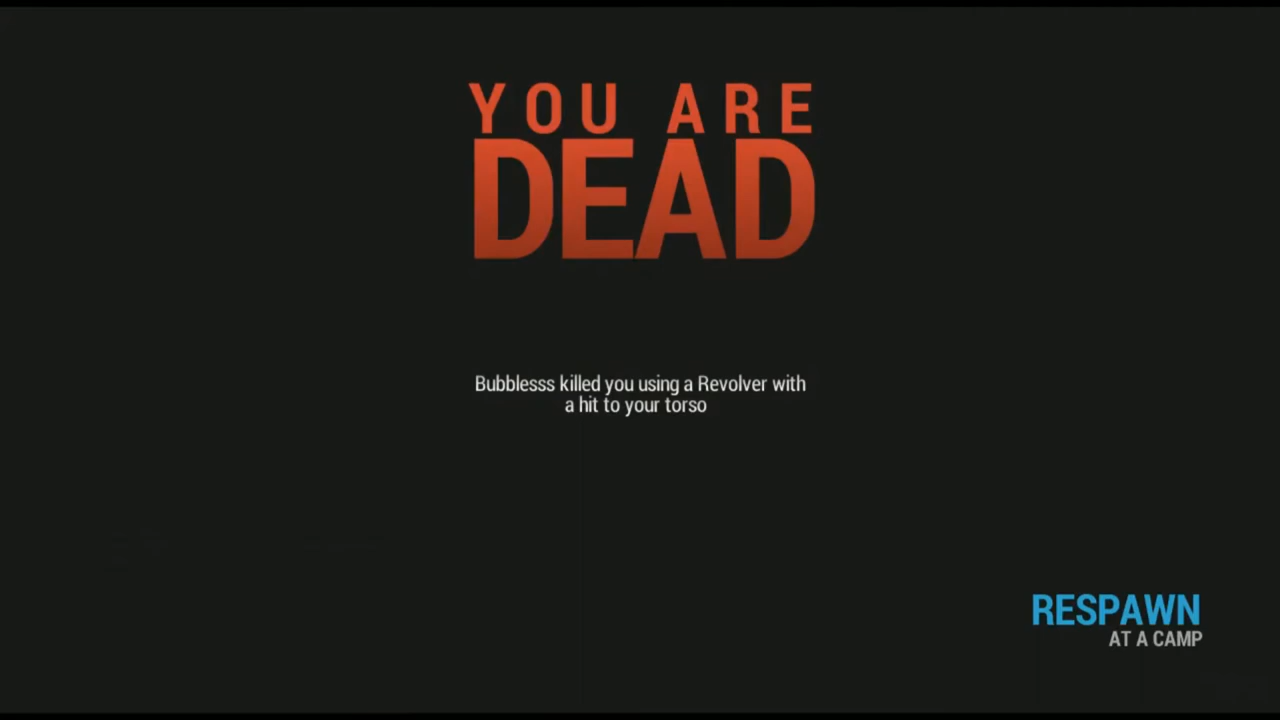 YOU ARE
DEAD
Bubblesss killed you using a Revolver with
a hit to your torso
RESPAWN
AT A CAMP